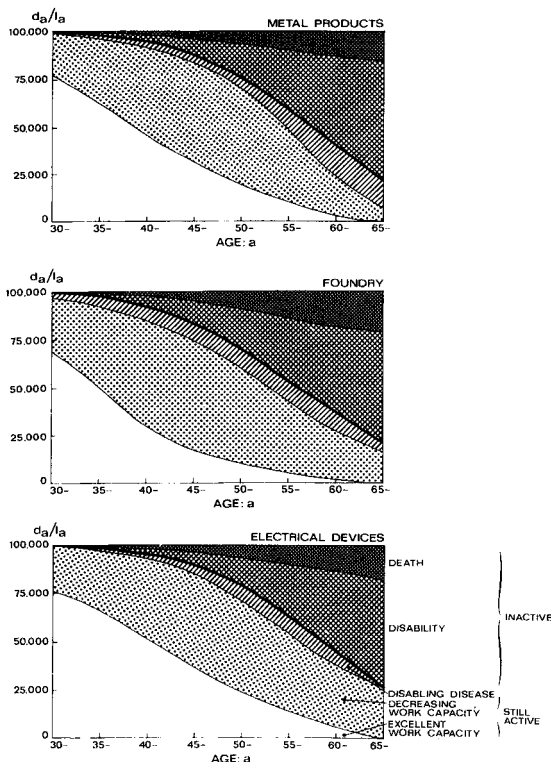 METAL PRODUCTS
da/la
100,000
75,000
50,000
25,000
0
30- 35- 40- 45- 50- 55- 60- 65-
AGE: a
FOUNDRY
da/la
100,000
75,000
50,000
25,000
0
30- 35- 40- 45- 50- 55- 60- 65-
AGE: a
ELECTRICAL DEVICES
da/la
100,000
75,000
50,000
25,000
0
30- 35- 40- 45- 50- 55- 60- 65-
AGE: a
DEATH
DISABILITY
INACTIVE
DISABLING DISEASE
DECREASING
WORK CAPACITY
EXCELLENT
WORK CAPACITY
STILL
ACTIVE